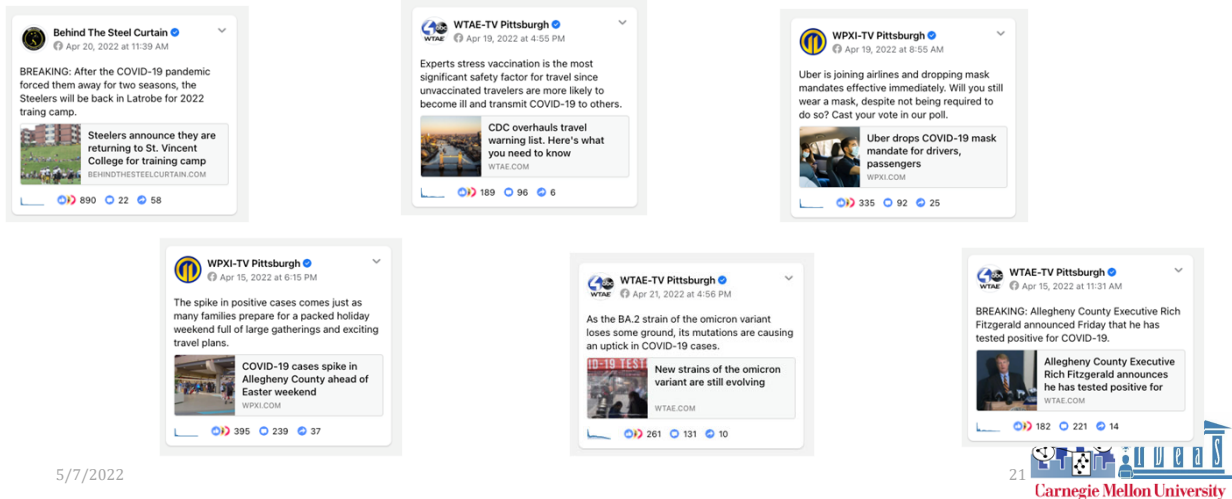 Behind The Steel Curtain
Apr 20, 2022 at 11:39 AM
BREAKING: After the COVID-19 pandemic
forced them away for two seasons, the
Steelers will be back in Latrobe for 2022
traing camp.
Steelers announce they are
returning to St. Vincent
College for training camp
BEHINDTHESTEELCURTAIN.COM
890 22 58
WTAE-TV Pittsburgh
Apr 19, 2022 at 4:55 PM
Experts stress vaccination is the most
significant safety factor for travel since
unvaccinated travelers are more likely to
become ill and transmit COVID-19 to others.
CDC overhauls travel
warning list. Here's what
you need to know
WTAE.COM
189 96 6
WPXI-TV Pittsburgh
Apr 19, 2022 at 8:55 AM
Uber is joining airlines and dropping mask
mandates effective immediately. Will you still
wear a mask, despite not being required to
do so? Cast your vote in our poll.
Uber drops COVID-19 mask
mandate for drivers,
passengers
WPXI.COM
335 92 25
WPXI-TV Pittsburgh
Apr 15, 2022 at 6:15 PM
The spike in positive cases comes just as
many families prepare for a packed holiday
weekend full of large gatherings and exciting
travel plans.
COVID-19 cases spike in
Allegheny County ahead of
Easter weekend
WPXI.COM
395 239 37
WTAE-TV Pittsburgh
Apr 21, 2022 at 4:56 PM
As the BA.2 strain of the omicron variant
loses some ground, its mutations are causing
an uptick in COVID-19 cases.
New strains of the omicron
variant are still evolving
WTAE.COM
261 131 10
WTAE-TV Pittsburgh
Apr 15, 2022 at 11:31 AM
BREAKING: Allegheny County Executive Rich
Fitzgerald announced Friday that he has
tested positive for COVID-19.
Allegheny County Executive
Rich Fitzgerald announces
he has tested positive for
WTAE.COM
182 221 14
5/7/2022
21
IDeaS
Carnegie Mellon University